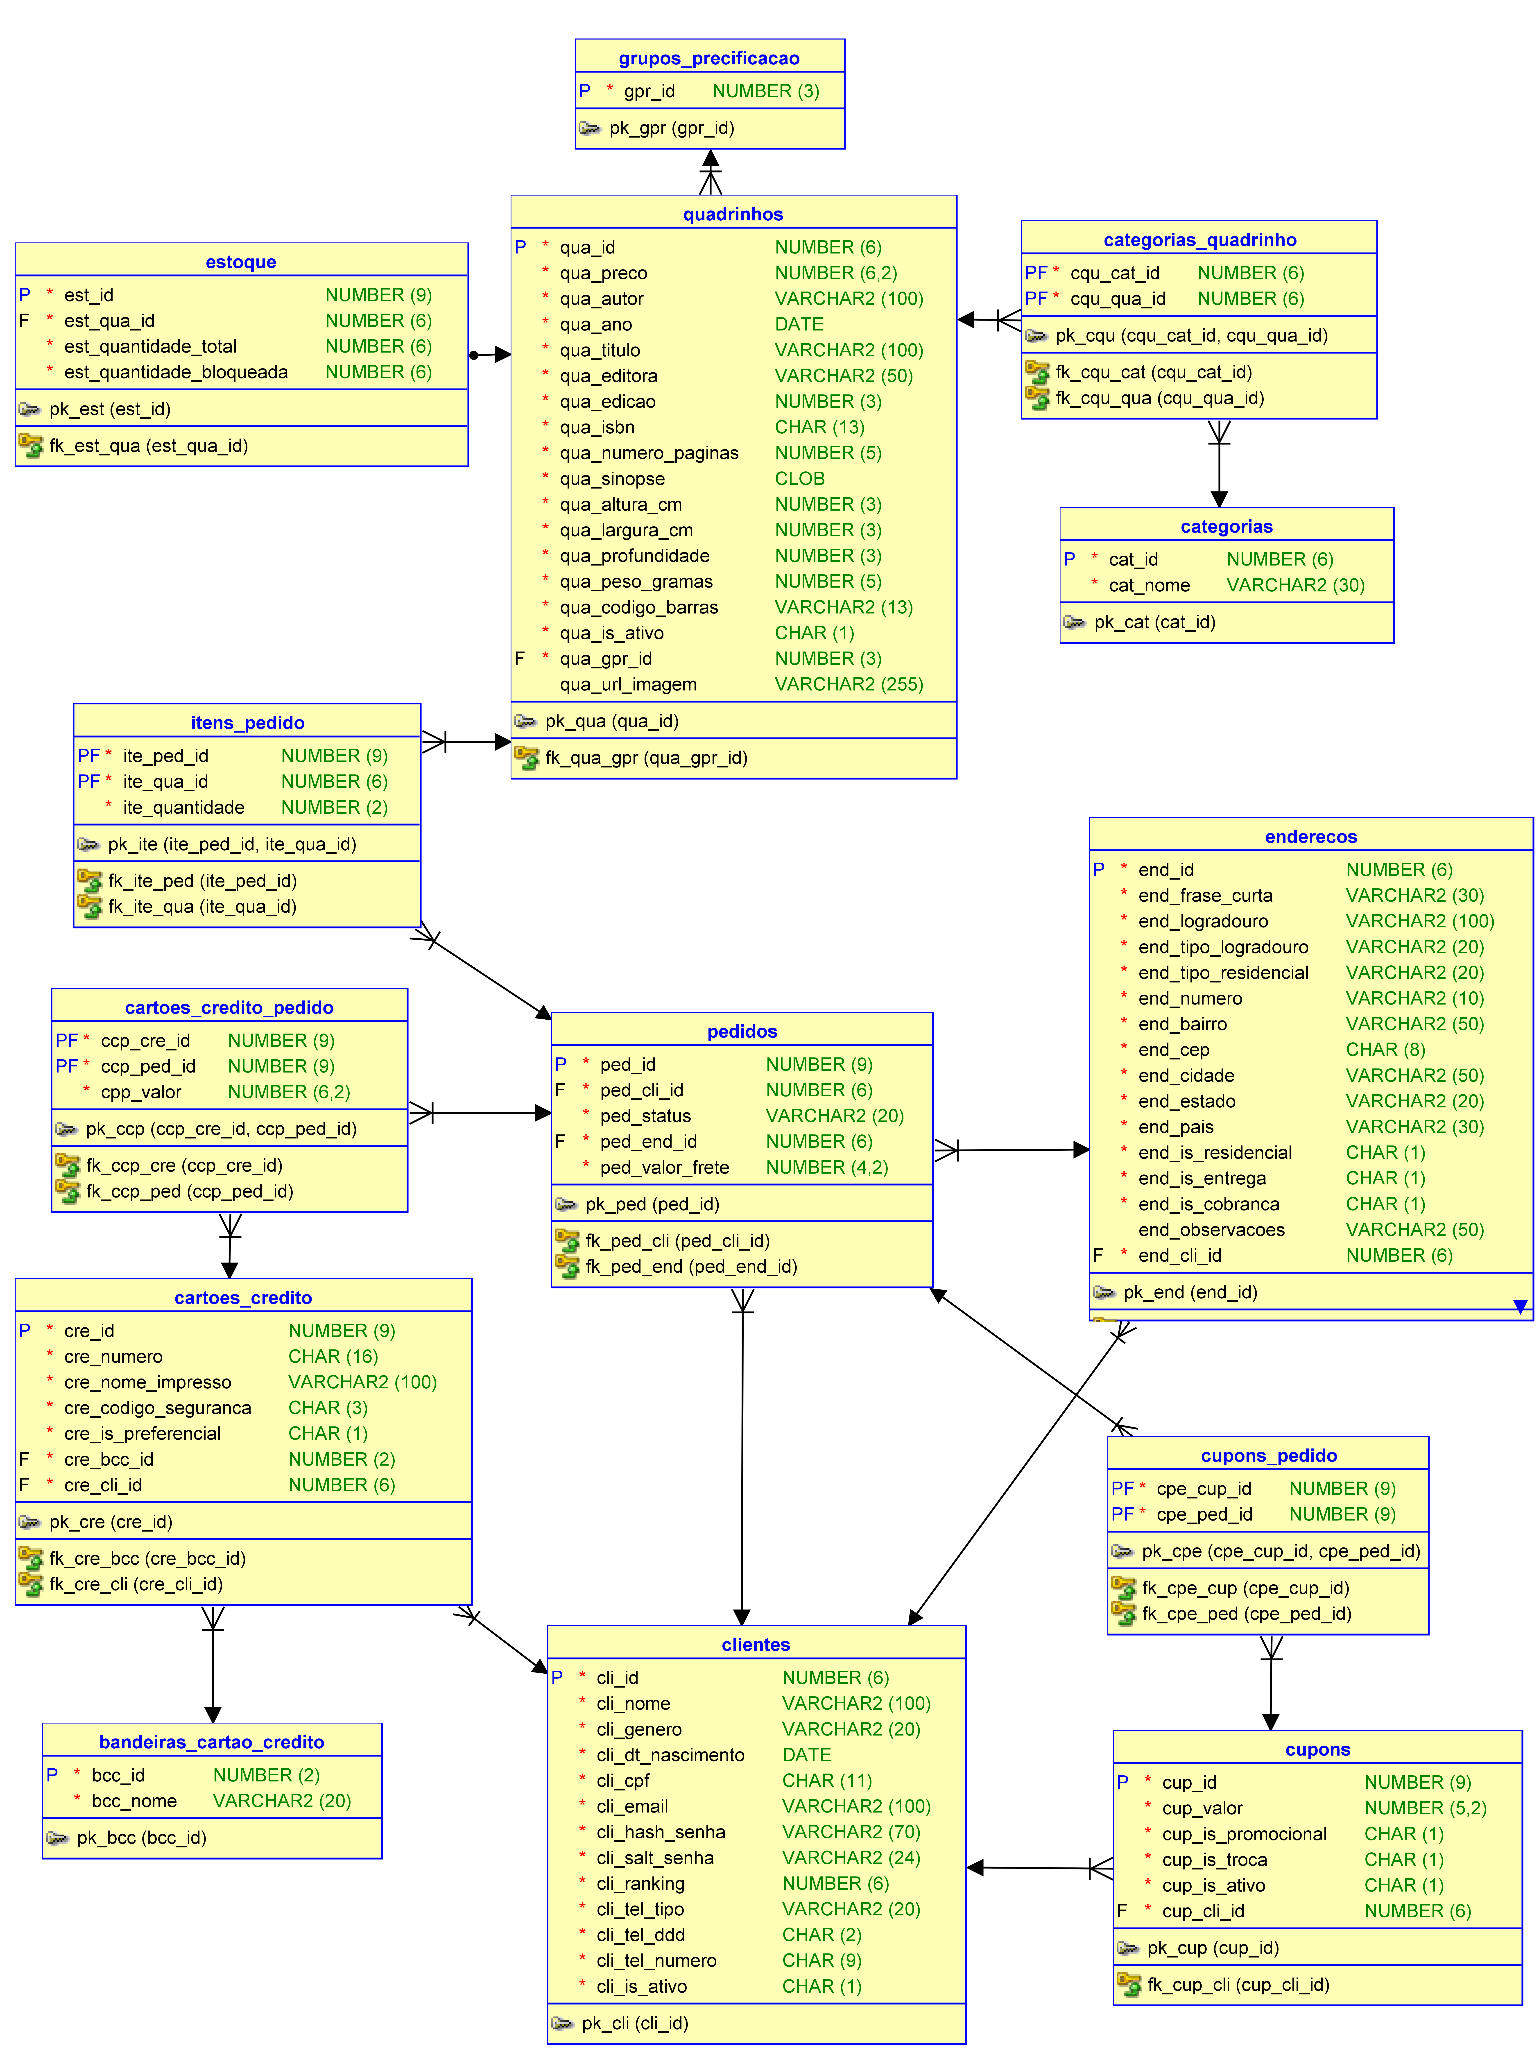 grupos_precificacao
P * gpr_id NUMBER (3)
pk_gpr (gpr_id)
quadrinhos
P * qua_id NUMBER (6)
* qua_preco NUMBER (6,2)
* qua_autor VARCHAR2 (100)
* qua_ano DATE
* qua_titulo VARCHAR2 (100)
* qua_editora VARCHAR2 (50)
* qua_edicao NUMBER (3)
* qua_isbn CHAR (13)
* qua_numero_paginas NUMBER (5)
* qua_sinopse CLOB
* qua_altura_cm NUMBER (3)
* qua_largura_cm NUMBER (3)
* qua_profundidade NUMBER (3)
* qua_peso_gramas NUMBER (5)
* qua_codigo_barras VARCHAR2 (13)
* qua_is_ativo CHAR (1)
F * qua_gpr_id NUMBER (3)
qua_url_imagem VARCHAR2 (255)
pk_qua (qua_id)
fk_qua_gpr (qua_gpr_id)
categorias_quadrinho
PF * cqu_cat_id NUMBER (6)
PF * cqu_qua_id NUMBER (6)
pk_cqu (cqu_cat_id, cqu_qua_id)
fk_cqu_cat (cqu_cat_id)
fk_cqu_qua (cqu_qua_id)
estoque
P * est_id NUMBER (9)
F * est_qua_id NUMBER (6)
* est_quantidade_total NUMBER (6)
* est_quantidade_bloqueada NUMBER (6)
pk_est (est_id)
fk_est_qua (est_qua_id)
categorias
P * cat_id NUMBER (6)
* cat_nome VARCHAR2 (30)
pk_cat (cat_id)
itens_pedido
PF * ite_ped_id NUMBER (9)
PF * ite_qua_id NUMBER (6)
* ite_quantidade NUMBER (2)
pk_ite (ite_ped_id, ite_qua_id)
fk_ite_ped (ite_ped_id)
fk_ite_qua (ite_qua_id)
enderecos
P * end_id NUMBER (6)
* end_frase_curta VARCHAR2 (30)
* end_logradouro VARCHAR2 (100)
* end_tipo_logradouro VARCHAR2 (20)
* end_tipo_residencial VARCHAR2 (20)
* end_numero VARCHAR2 (10)
* end_bairro VARCHAR2 (50)
* end_cep CHAR (8)
* end_cidade VARCHAR2 (50)
* end_estado VARCHAR2 (20)
* end_pais VARCHAR2 (30)
* end_is_residencial CHAR (1)
* end_is_entrega CHAR (1)
* end_is_cobranca CHAR (1)
end_observacoes VARCHAR2 (50)
F * end_cli_id NUMBER (6)
pk_end (end_id)
cartoes_credito_pedido
PF * ccp_cre_id NUMBER (9)
PF * ccp_ped_id NUMBER (9)
* cpp_valor NUMBER (6,2)
pk_ccp (ccp_cre_id, ccp_ped_id)
fk_ccp_cre (ccp_cre_id)
fk_ccp_ped (ccp_ped_id)
pedidos
P * ped_id NUMBER (9)
F * ped_cli_id NUMBER (6)
* ped_status VARCHAR2 (20)
F * ped_end_id NUMBER (6)
* ped_valor_frete NUMBER (4,2)
pk_ped (ped_id)
fk_ped_cli (ped_cli_id)
fk_ped_end (ped_end_id)
cartoes_credito
P * cre_id NUMBER (9)
* cre_numero CHAR (16)
* cre_nome_impresso VARCHAR2 (100)
* cre_codigo_seguranca CHAR (3)
* cre_is_preferencial CHAR (1)
F * cre_bcc_id NUMBER (2)
F * cre_cli_id NUMBER (6)
pk_cre (cre_id)
fk_cre_bcc (cre_bcc_id)
fk_cre_cli (cre_cli_id)
cupons_pedido
PF * cpe_cup_id NUMBER (9)
PF * cpe_ped_id NUMBER (9)
pk_cpe (cpe_cup_id, cpe_ped_id)
fk_cpe_cup (cpe_cup_id)
fk_cpe_ped (cpe_ped_id)
clientes
P * cli_id NUMBER (6)
* cli_nome VARCHAR2 (100)
* cli_genero VARCHAR2 (20)
* cli_dt_nascimento DATE
* cli_cpf CHAR (11)
* cli_email VARCHAR2 (100)
* cli_hash_senha VARCHAR2 (70)
* cli_salt_senha VARCHAR2 (24)
* cli_ranking NUMBER (6)
* cli_tel_tipo VARCHAR2 (20)
* cli_tel_ddd CHAR (2)
* cli_tel_numero CHAR (9)
* cli_is_ativo CHAR (1)
pk_cli (cli_id)
bandeiras_cartao_credito
P * bcc_id NUMBER (2)
* bcc_nome VARCHAR2 (20)
pk_bcc (bcc_id)
cupons
P * cup_id NUMBER (9)
* cup_valor NUMBER (5,2)
* cup_is_promocional CHAR (1)
* cup_is_troca CHAR (1)
* cup_is_ativo CHAR (1)
F * cup_cli_id NUMBER (6)
pk_cup (cup_id)
fk_cup_cli (cup_cli_id)